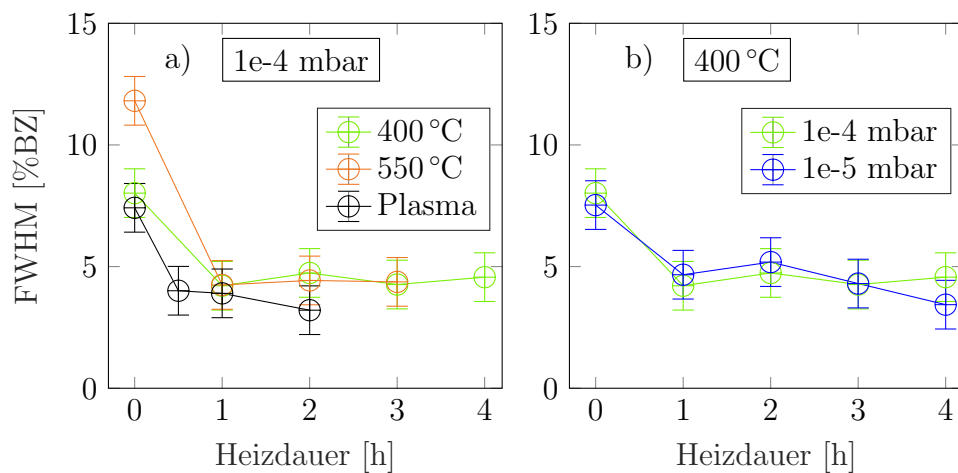 a)
1e-4 mbar
400 °C
550 °C
Plasma
FWHM [%BZ]
15
10
5
0
0 1 2 3 4
Heizdauer [h]
b)
400 °C
1e-4 mbar
1e-5 mbar
15
10
5
0
0 1 2 3 4
Heizdauer [h]